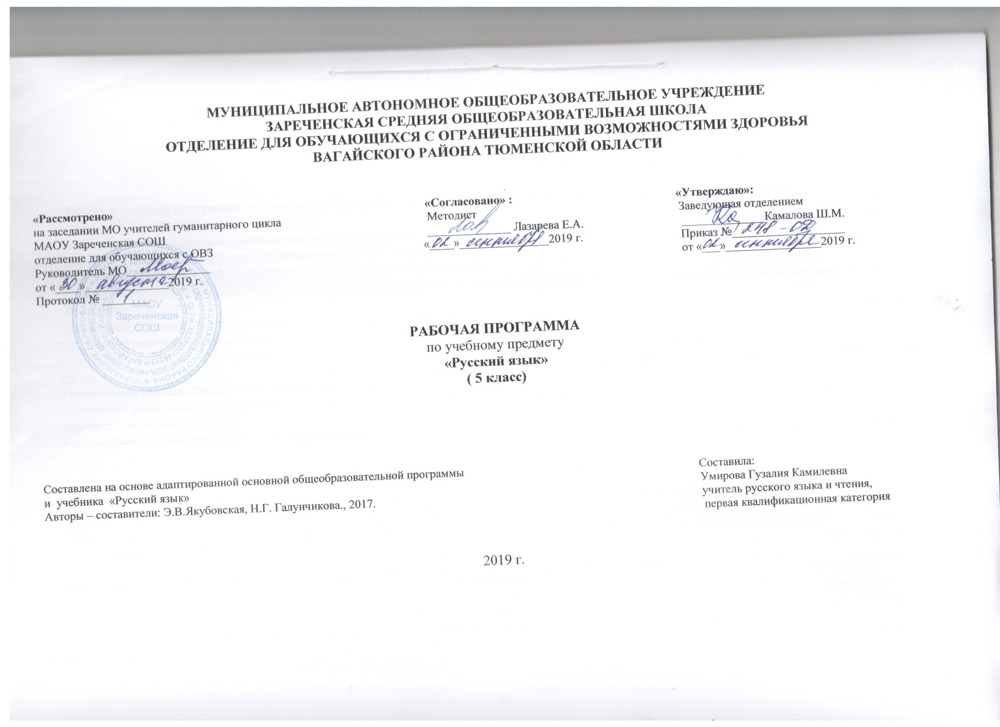 МУНИЦИПАЛЬНОЕ АВТОНОМНОЕ ОБЩЕОБРАЗОВАТЕЛЬНОЕ УЧРЕЖДЕНИЕ
ЗАРЕЧЕНСКАЯ СРЕДНЯЯ ОБЩЕОБРАЗОВАТЕЛЬНАЯ ШКОЛА
ОТДЕЛЕНИЕ ДЛЯ ОБУЧАЮЩИХСЯ С ОГРАНИЧЕННЫМИ ВОЗМОЖНОСТЯМИ ЗДОРОВЬЯ
ВАГАЙСКОГО РАЙОНА ТЮМЕНСКОЙ ОБЛАСТИ
«Рассмотрено»
на заседании МО учителей гуманитарного цикла
МАОУ Зареченская СОШ
отделение для обучающихся с ОВЗ
Руководитель МО
от «30» августа 2019 г.
Протокол № 1
МАОУ
Зареченская
СОШ
ОГРН 1037200146312
«Согласовано» :
Методист
Лазарева Е.А.
«02» сентября 2019 г.
«Утверждаю»:
Заведующая отделением
Камалова Ш.М.
Приказ № 248-ОД
от «02» сентября 2019 г.
РАБОЧАЯ ПРОГРАММА
по учебному предмету
«Русский язык»
( 5 класс)
Составлена на основе адаптированной основной общеобразовательной программы
и учебника «Русский язык»
Авторы – составители: Э.В.Якубовская, Н.Г. Галунчикова., 2017.
Составила:
Умирова Гузалия Камилевна
учитель русского языка и чтения,
первая квалификационная категория
2019 г.